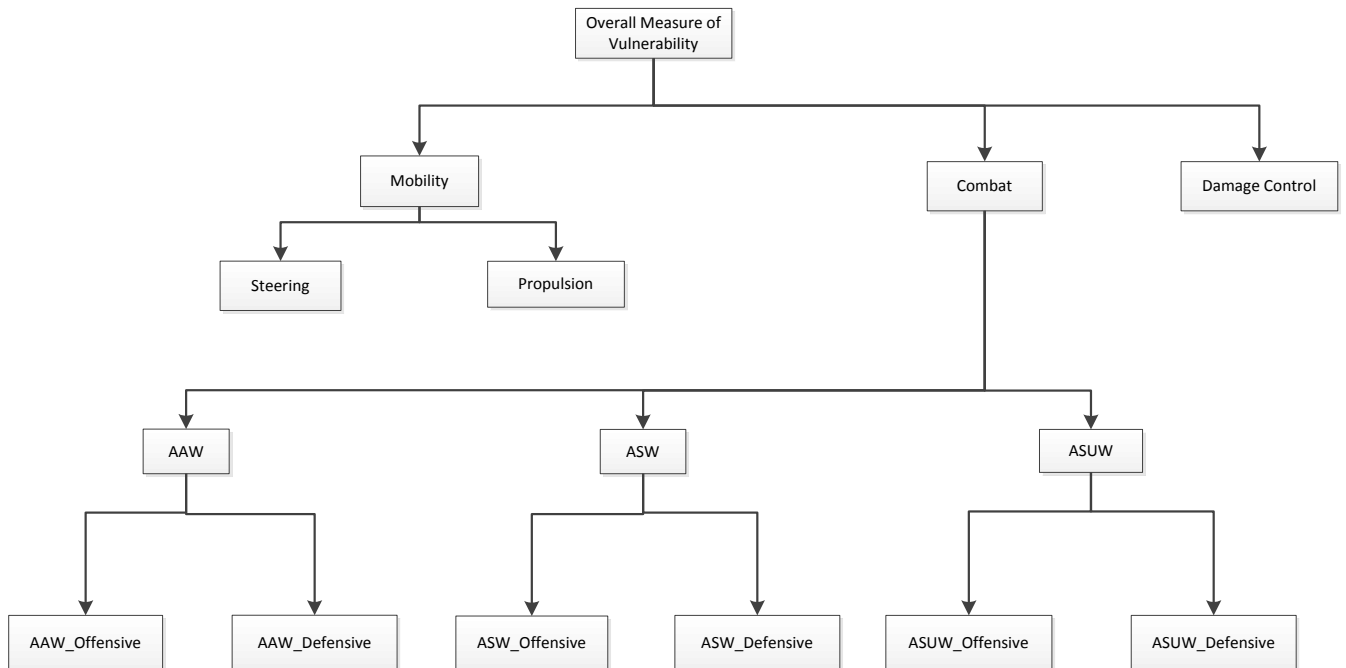 Overall Measure of
Vulnerability
Mobility
Combat
Damage Control
Steering
Propulsion
AAW
ASW
ASUW
AAW_Offensive
AAW_Defensive
ASW_Offensive
ASW_Defensive
ASUW_Offensive
ASUW_Defensive